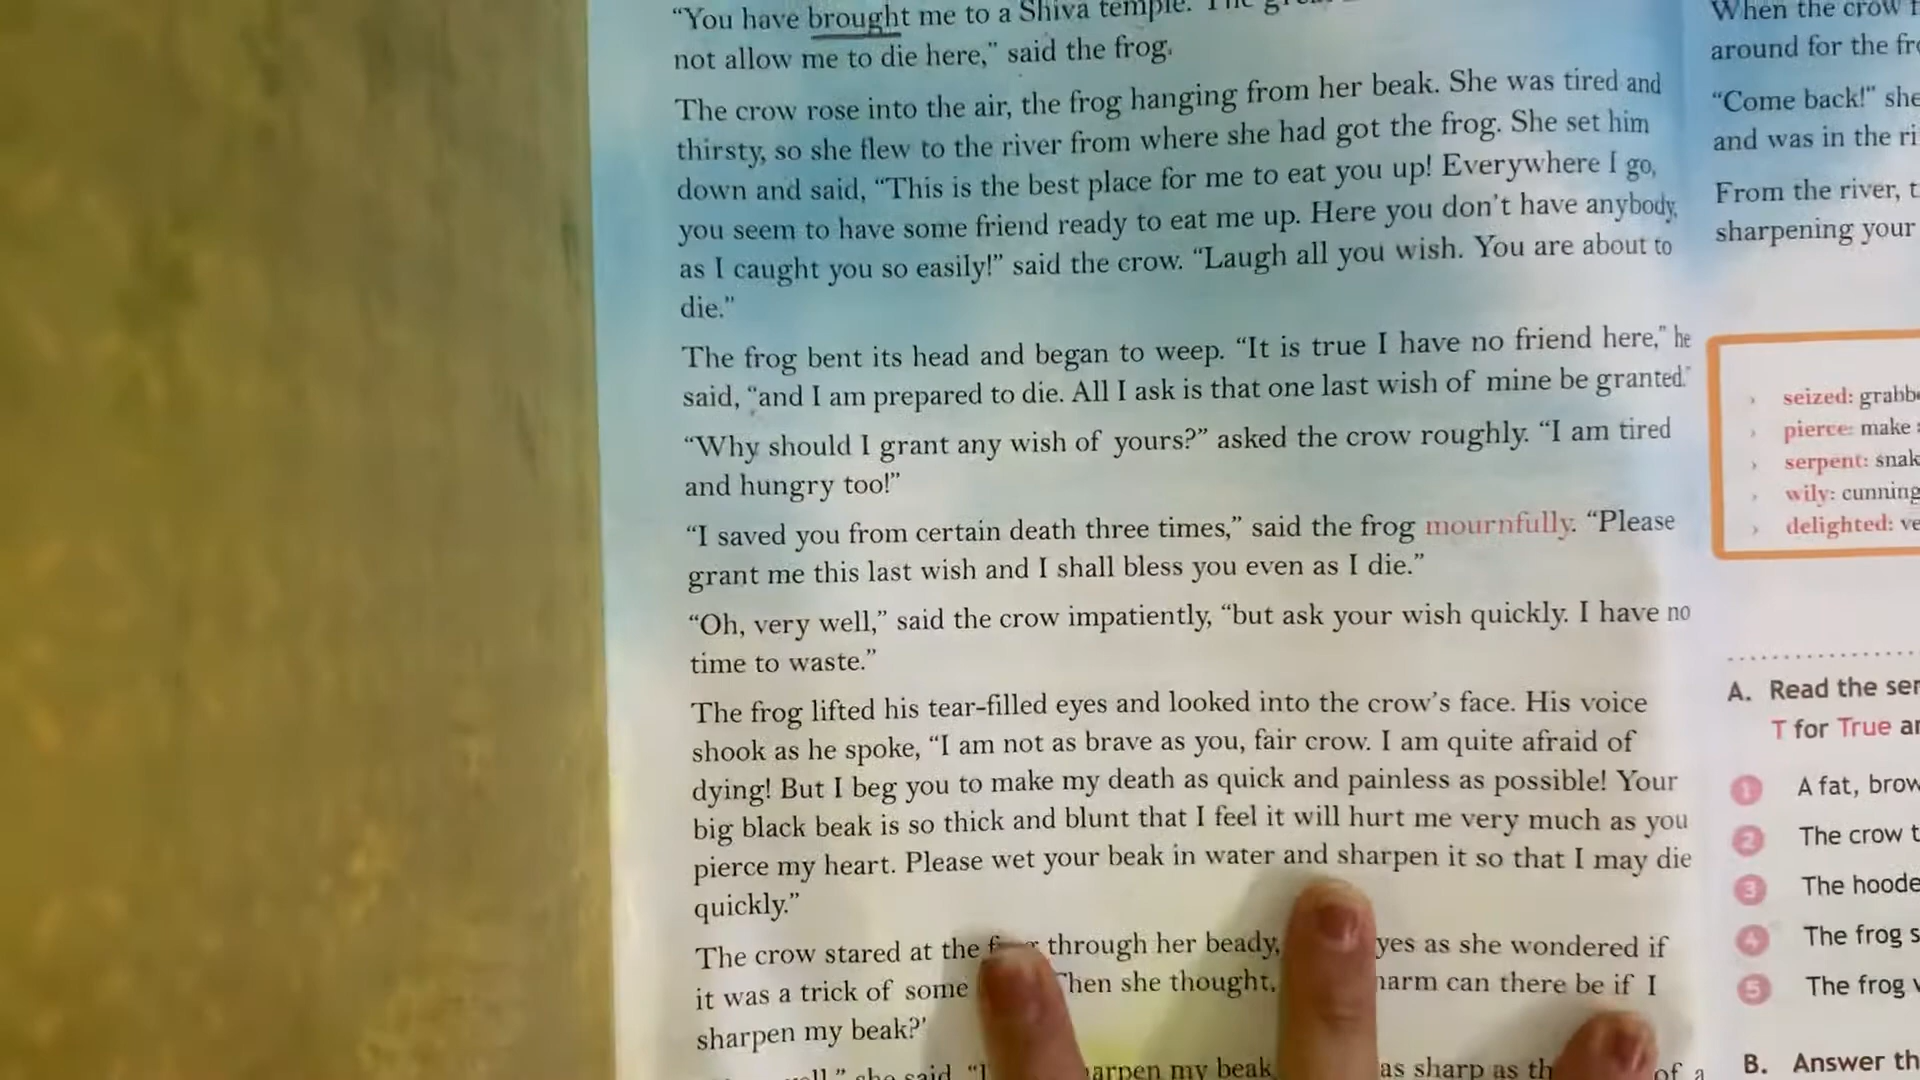 "You have brought me to a Shiva temple. The
not allow me to die here," said the frog.
The crow rose into the air, the frog hanging from her beak. She was tired and
thirsty, so she flew to the river from where she had got the frog. She set him
down and said, "This is the best place for me to eat you up! Everywhere I go,
you seem to have some friend ready to eat me up. Here you don't have anybody,
as I caught you so easily!" said the crow. "Laugh all you wish. You are about to
die."
The frog bent its head and began to weep. "It is true I have no friend here," he
said, "and I am prepared to die. All I ask is that one last wish of mine be granted."
"Why should I grant any wish of yours?" asked the crow roughly. "I am tired
and hungry too!"
"I saved you from certain death three times," said the frog mournfully. "Please
grant me this last wish and I shall bless you even as I die."
"Oh, very well," said the crow impatiently, "but ask your wish quickly. I have no
time to waste."
The frog lifted his tear-filled eyes and looked into the crow's face. His voice
shook as he spoke, "I am not as brave as you, fair crow. I am quite afraid of
dying! But I beg you to make my death as quick and painless as possible! Your
big black beak is so thick and blunt that I feel it will hurt me very much as you
pierce my heart. Please wet your beak in water and sharpen it so that I may die
quickly."
The crow stared at the through her beady, as she wondered if
it was a trick of some Then she thought, can there be if I
sharpen my beak?'
she said, my beak as sharp as of a
When the crow
around for the
"Come back!" she
and was in the
From the river,
sharpening your
seized:
pierce: make
serpent:
wily: cunning
delighted:
A. Read the
T for True
1 A fat,
2 The crow
3 The
4 The frog
5 The frog
B. Answer